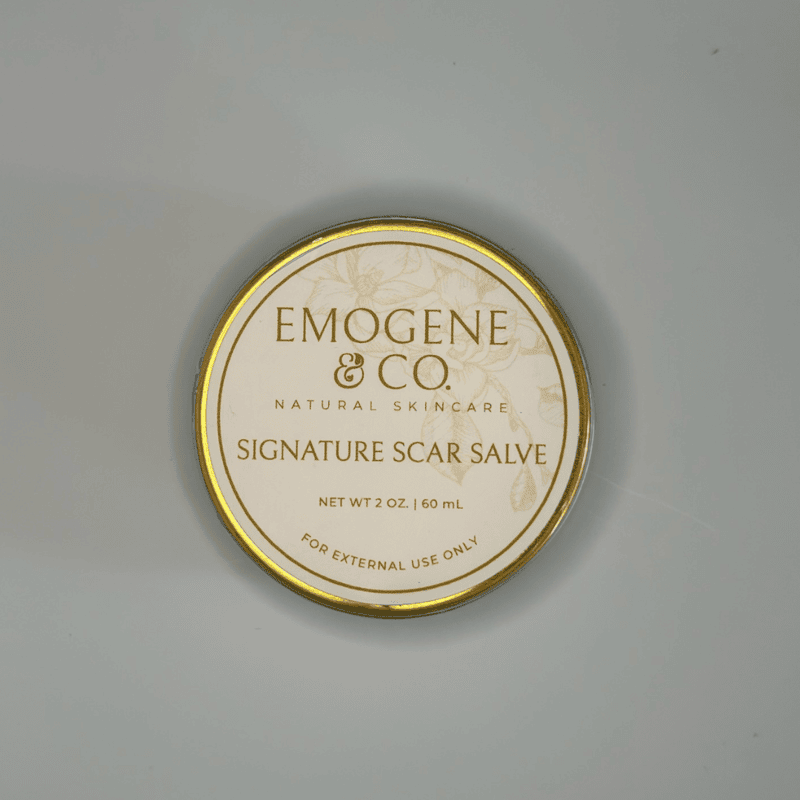 EMOGENE
& CO.
NATURAL SKINCARE
SIGNATURE SCAR SALVE
NET WT 2 OZ. | 60 mL
FOR EXTERNAL USE ONLY